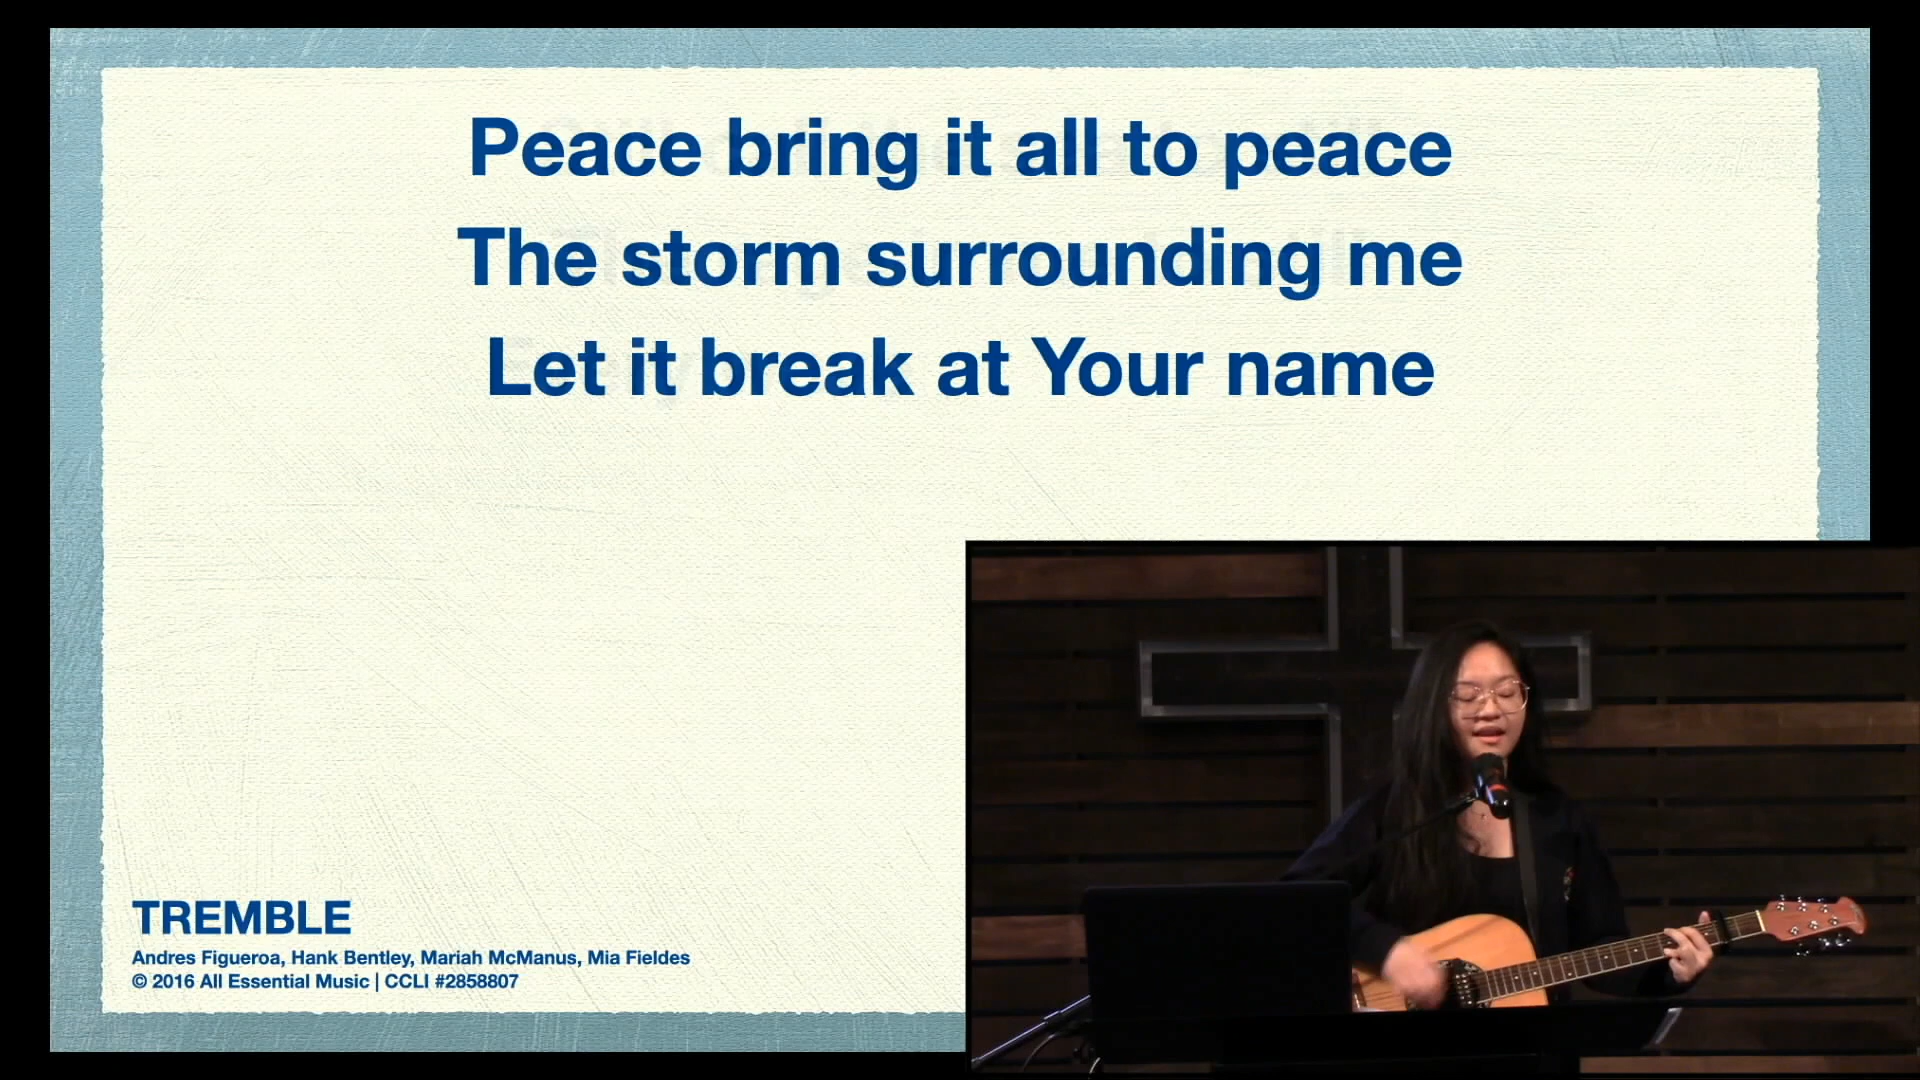 Peace bring it all to peace
The storm surrounding me
Let it break at Your name
TREMBLE
Andres Figueroa, Hank Bentley, Mariah McManus, Mia Fieldes
© 2016 All Essential Music | CCLI #2858807